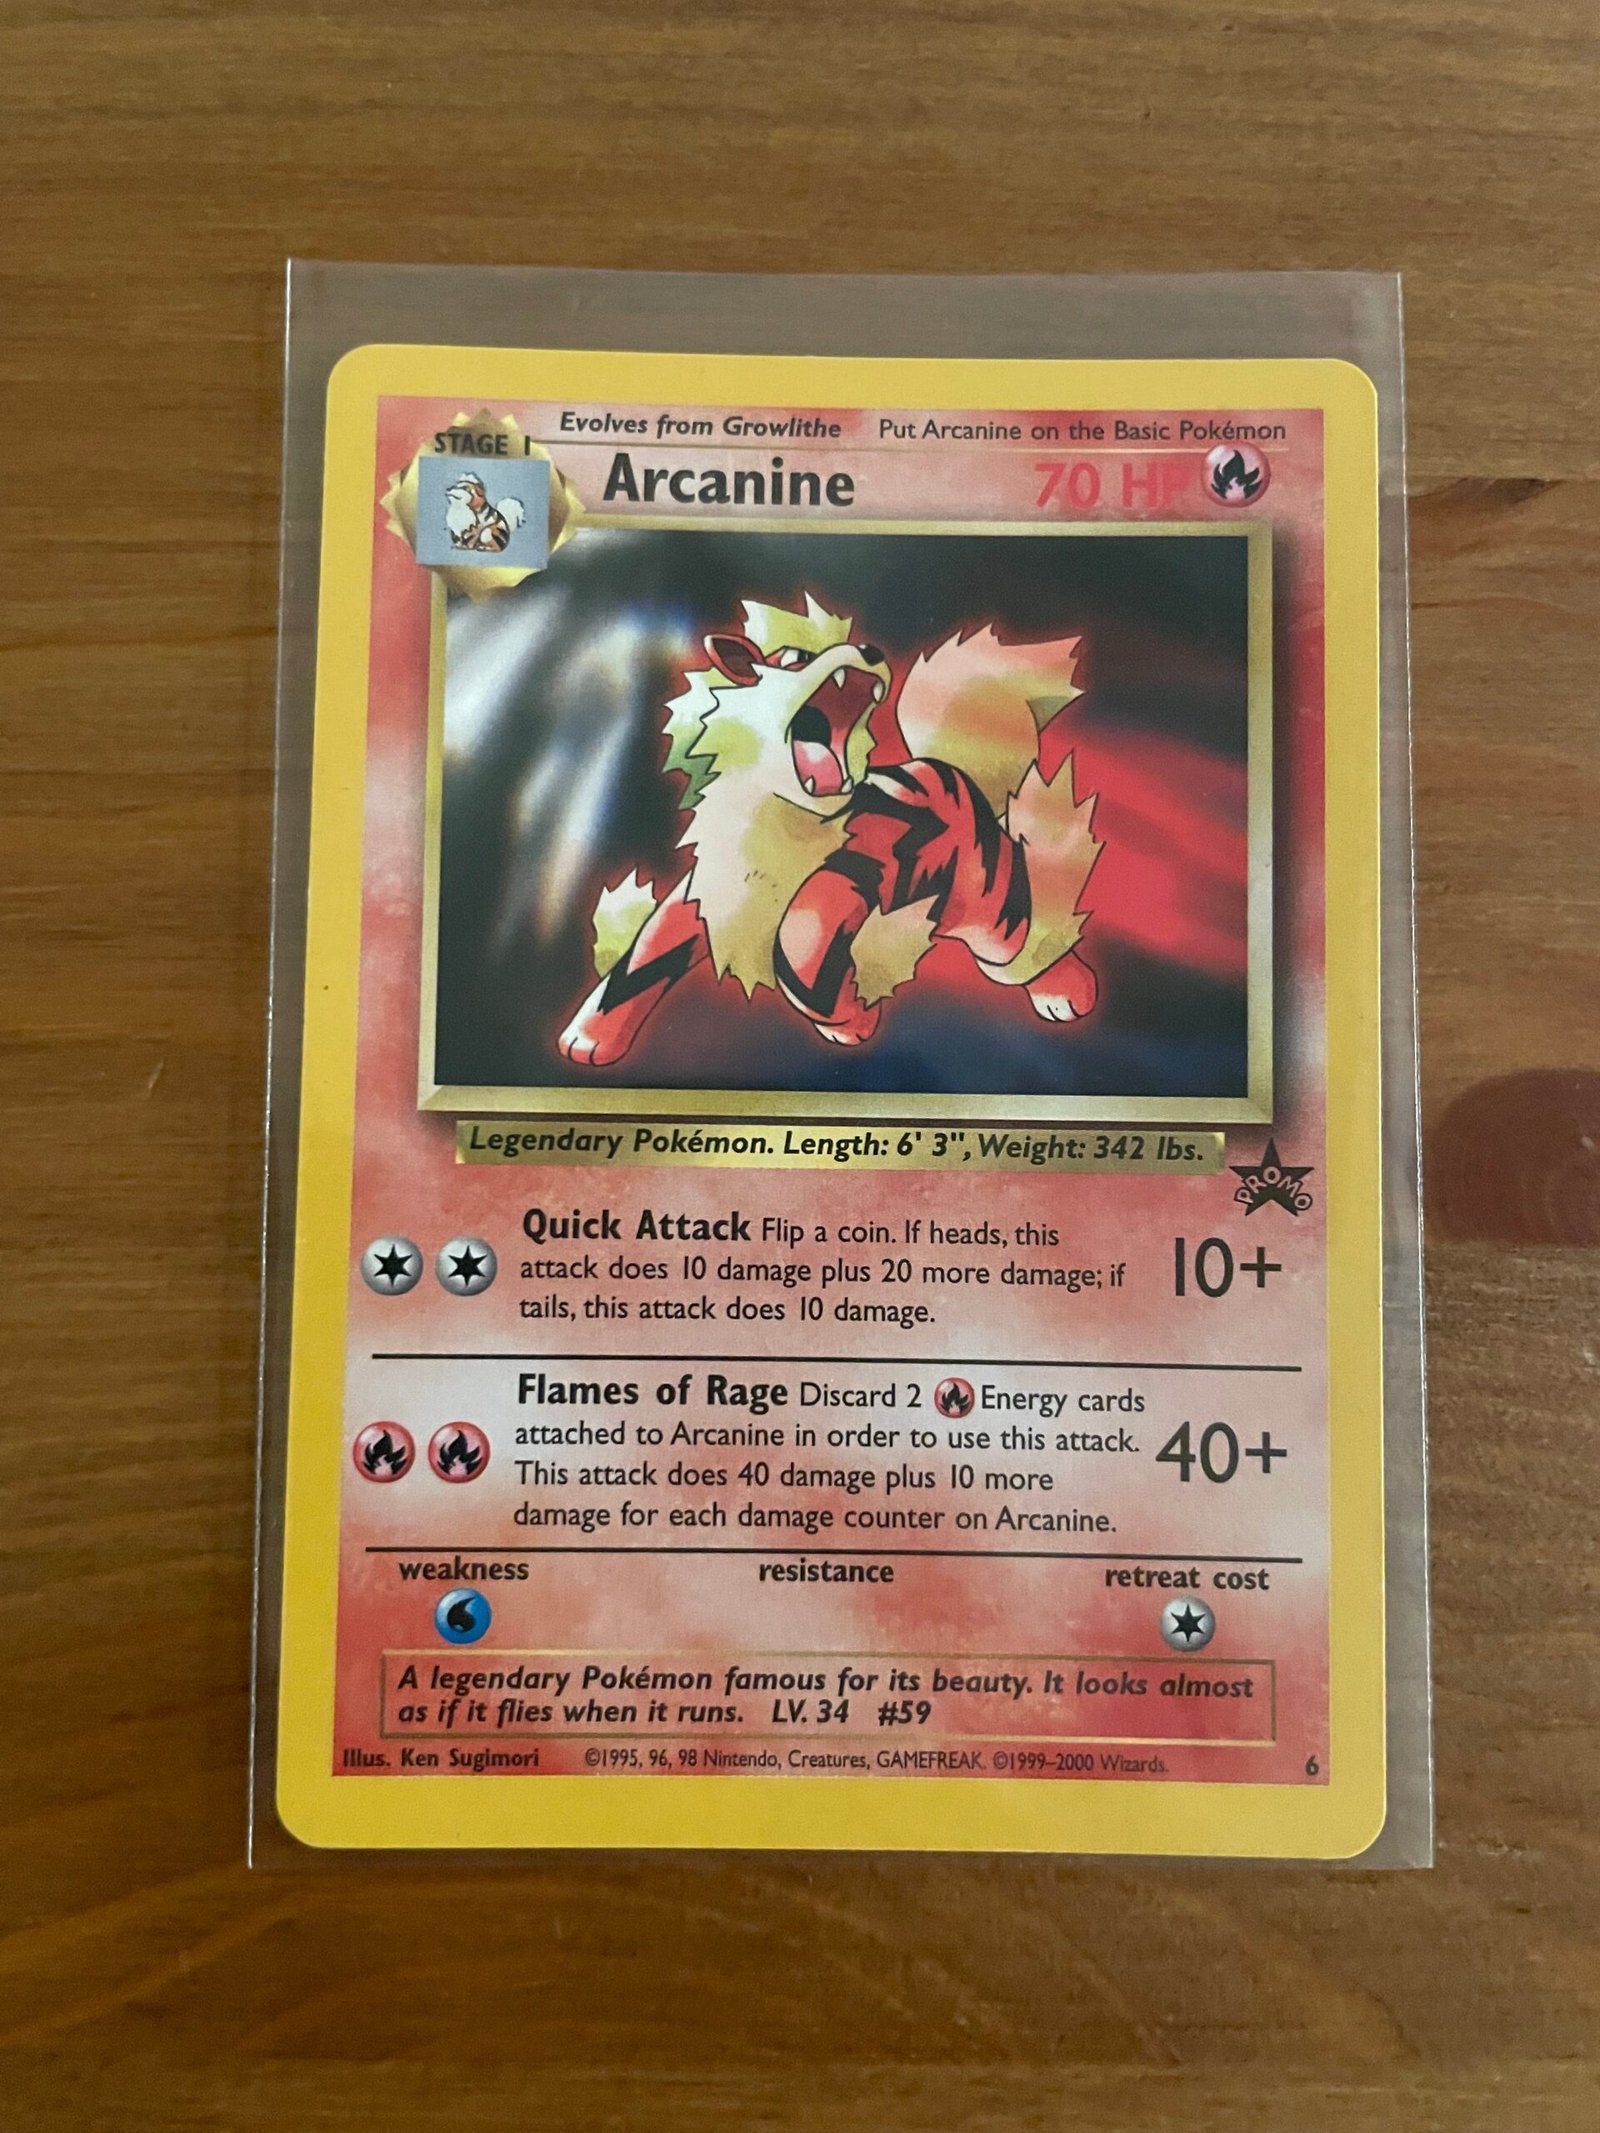 Evolves from Growlithe Put Arcanine on the Basic Pokémon
STAGE 1
Arcanine 70 HP
Legendary Pokémon. Length: 6' 3", Weight: 342 lbs.
PROMO
Quick Attack Flip a coin. If heads, this
attack does 10 damage plus 20 more damage; if
tails, this attack does 10 damage.
10+
Flames of Rage Discard 2 Energy cards
attached to Arcanine in order to use this attack.
This attack does 40 damage plus 10 more
damage for each damage counter on Arcanine.
40+
weakness resistance retreat cost
A legendary Pokémon famous for its beauty. It looks almost
as if it flies when it runs. LV. 34 #59
Illus. Ken Sugimori ©1995, 96, 98 Nintendo, Creatures, GAMEFREAK. ©1999–2000 Wizards. 6